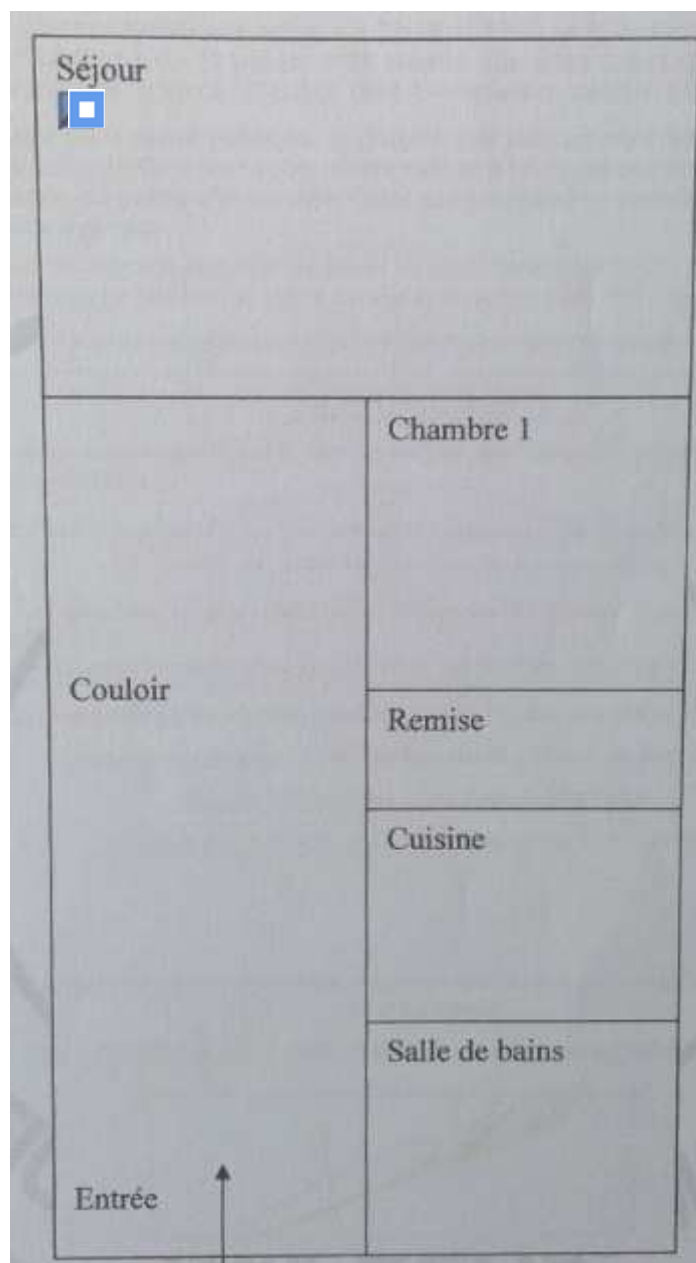 Séjour
Chambre 1
Couloir
Remise
Cuisine
Salle de bains
Entrée